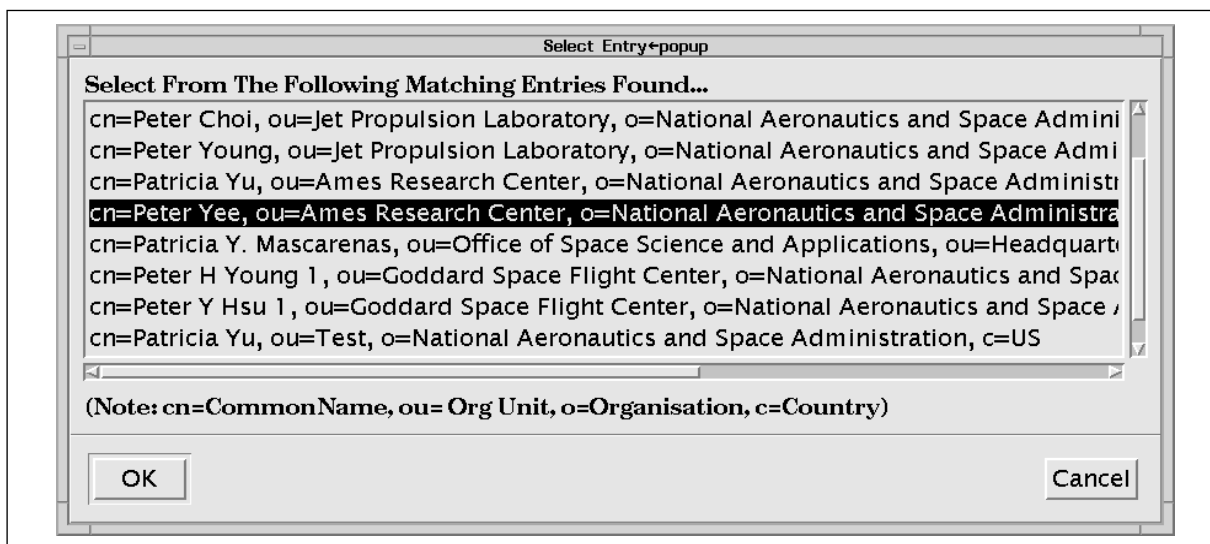 Select Entry←popup
Select From The Following Matching Entries Found...
cn=Peter Choi, ou=Jet Propulsion Laboratory, o=National Aeronautics and Space Admini
cn=Peter Young, ou=Jet Propulsion Laboratory, o=National Aeronautics and Space Admi
cn=Patricia Yu, ou=Ames Research Center, o=National Aeronautics and Space Administr
cn=Peter Yee, ou=Ames Research Center, o=National Aeronautics and Space Administra
cn=Patricia Y. Mascarenas, ou=Office of Space Science and Applications, ou=Headquart
cn=Peter H Young 1, ou=Goddard Space Flight Center, o=National Aeronautics and Spac
cn=Peter Y Hsu 1, ou=Goddard Space Flight Center, o=National Aeronautics and Space
cn=Patricia Yu, ou=Test, o=National Aeronautics and Space Administration, c=US
(Note: cn=CommonName, ou= Org Unit, o=Organisation, c=Country)
OK
Cancel